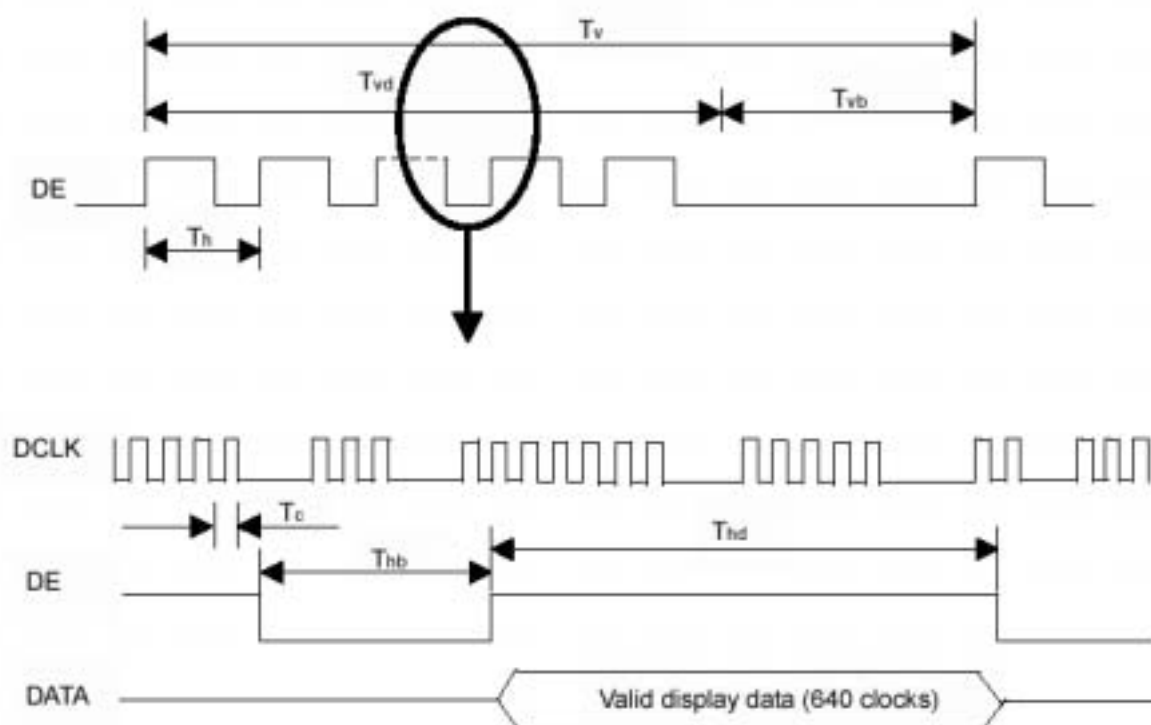 Tv
Tvd
Tvb
DE
Th
DCLK
Tc
Thd
Thb
DE
DATA
Valid display data (640 clocks)